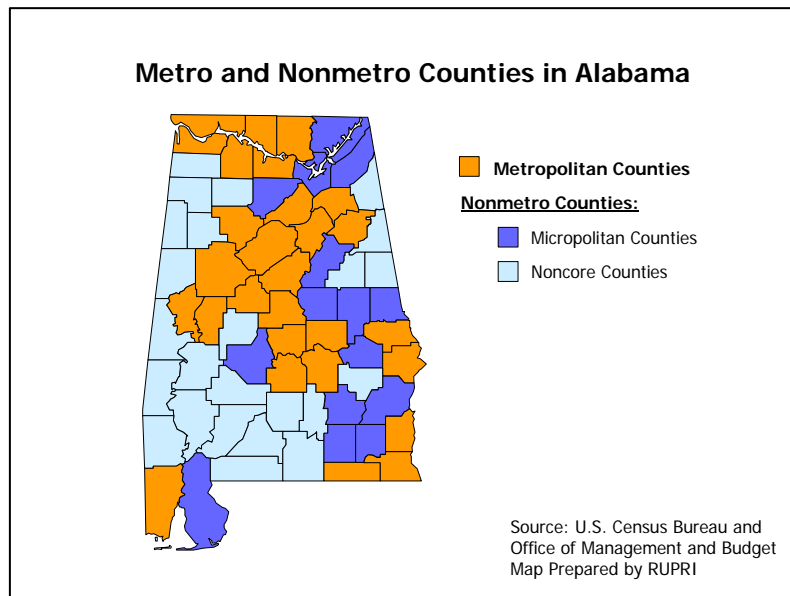 Metro and Nonmetro Counties in Alabama
Metropolitan Counties
Nonmetro Counties:
Micropolitan Counties
Noncore Counties
Source: U.S. Census Bureau and
Office of Management and Budget
Map Prepared by RUPRI